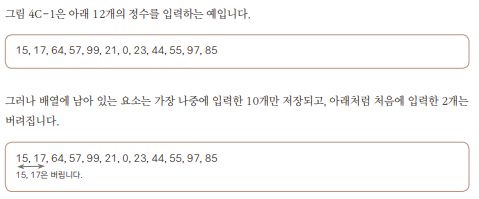 그림 4C-1은 아래 12개의 정수를 입력하는 예입니다.
15, 17, 64, 57, 99, 21, 0, 23, 44, 55, 97, 85
그러나 배열에 남아 있는 요소는 가장 나중에 입력한 10개만 저장되고, 아래처럼 처음에 입력한 2개는
버려집니다.
15, 17, 64, 57, 99, 21, 0, 23, 44, 55, 97, 85
15, 17은 버립니다.